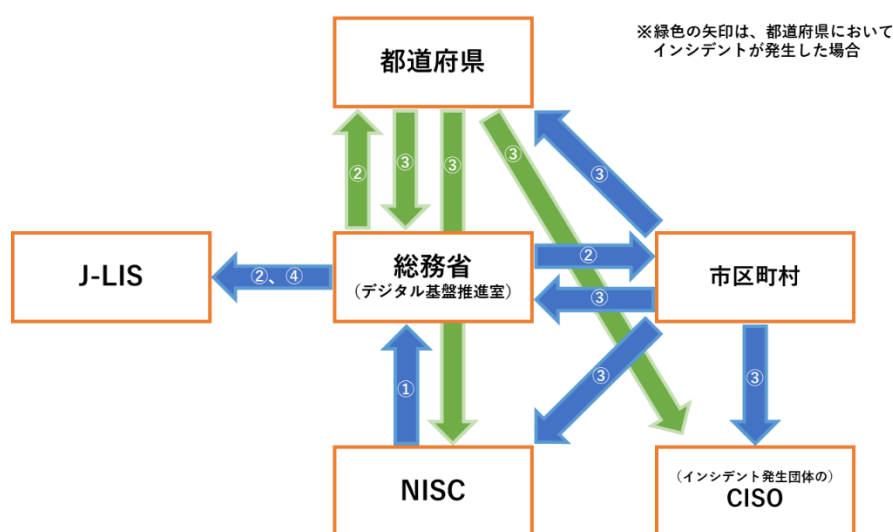 ※緑色の矢印は、都道府県において
インシデントが発生した場合
都道府県
②
③
③
③
③
J-LIS
②、④
総務省
（デジタル基盤推進室）
②
③
市区町村
①
③
③
NISC
（インシデント発生団体の）
CISO